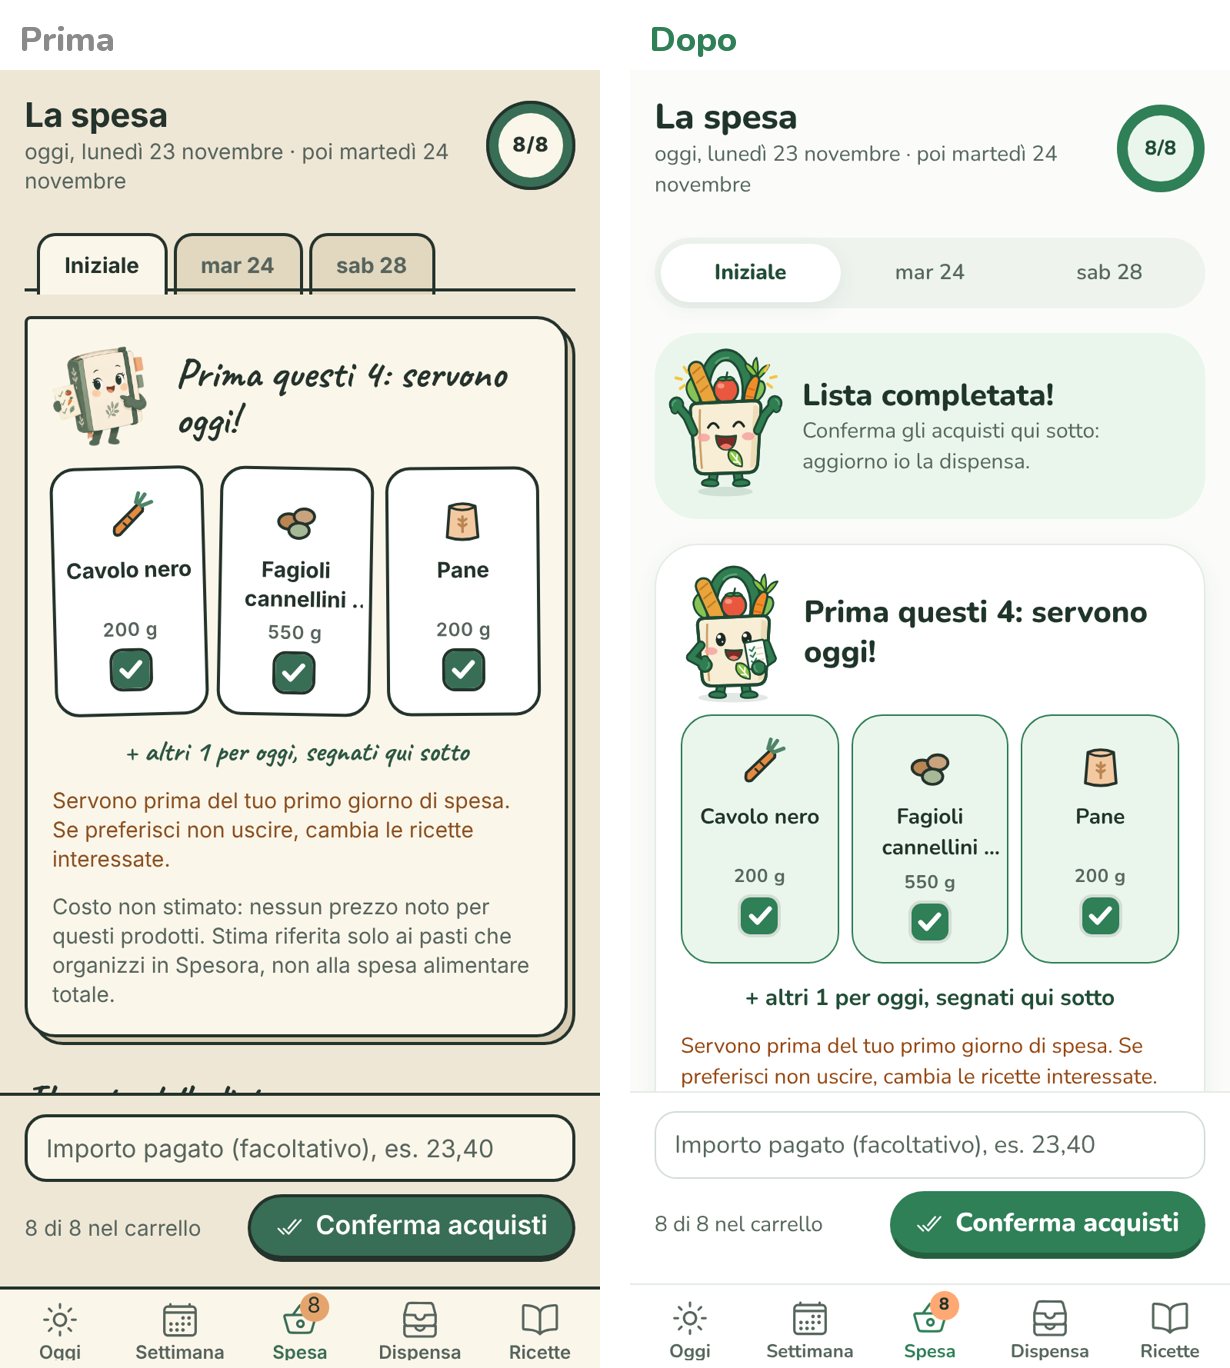 Prima
La spesa
oggi, lunedì 23 novembre · poi martedì 24
novembre
8/8
Iniziale
mar 24
sab 28
Prima questi 4: servono
oggi!
Cavolo nero
200 g
Fagioli
cannellini ..
550 g
Pane
200 g
+ altri 1 per oggi, segnati qui sotto
Servono prima del tuo primo giorno di spesa.
Se preferisci non uscire, cambia le ricette
interessate.
Costo non stimato: nessun prezzo noto per
questi prodotti. Stima riferita solo ai pasti che
organizzi in Spesora, non alla spesa alimentare
totale.
Importo pagato (facoltativo), es. 23,40
8 di 8 nel carrello
Conferma acquisti
8
Oggi
Settimana
Spesa
Dispensa
Ricette
Dopo
La spesa
oggi, lunedì 23 novembre · poi martedì 24
novembre
8/8
Iniziale
mar 24
sab 28
Lista completata!
Conferma gli acquisti qui sotto:
aggiorno io la dispensa.
Prima questi 4: servono
oggi!
Cavolo nero
200 g
Fagioli
cannellini ...
550 g
Pane
200 g
+ altri 1 per oggi, segnati qui sotto
Servono prima del tuo primo giorno di spesa. Se
preferisci non uscire, cambia le ricette interessate.
Importo pagato (facoltativo), es. 23,40
8 di 8 nel carrello
Conferma acquisti
8
Oggi
Settimana
Spesa
Dispensa
Ricette